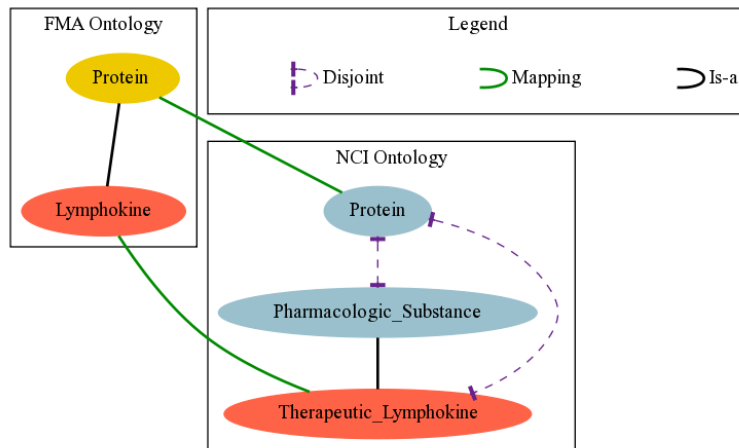 FMA Ontology
Legend
Protein
Disjoint
Mapping
Is-a
NCI Ontology
Lymphokine
Protein
Pharmacologic_Substance
Therapeutic_Lymphokine